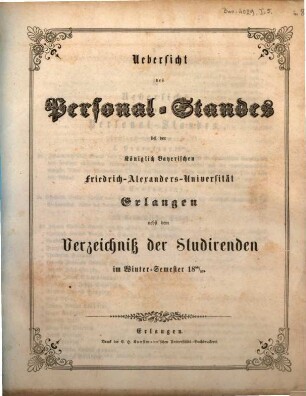 Uebersicht
des
Personal-Standes
bei der
Königlich Bayerischen
Friedrich-Alexanders-Universität
Erlangen
nebst dem
Verzeichniß der Studirenden
im Winter-Semester 18
Erlangen